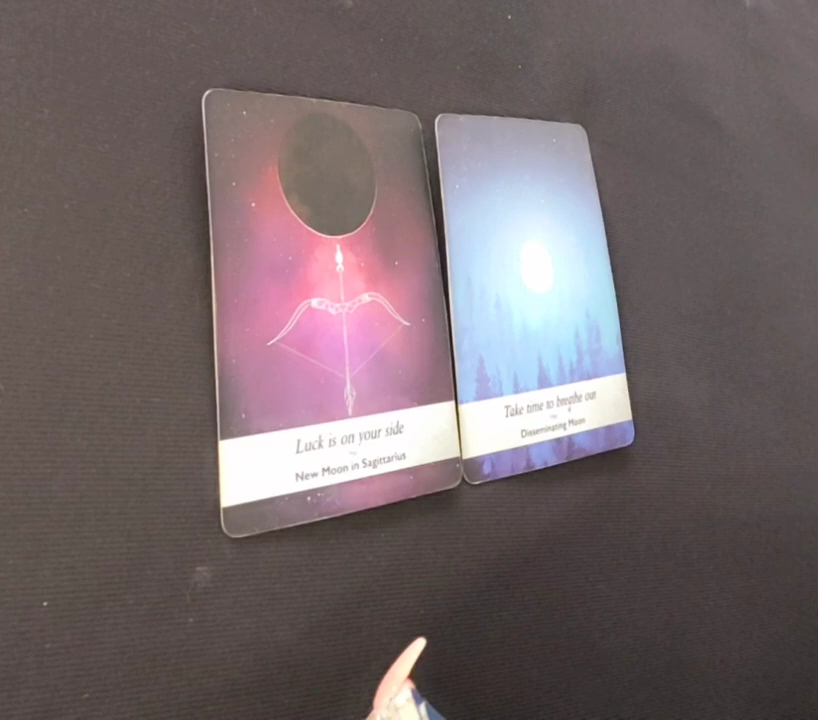 Luck is on your side
New Moon in Sagittarius
Take time to breathe out
Disseminating Moon